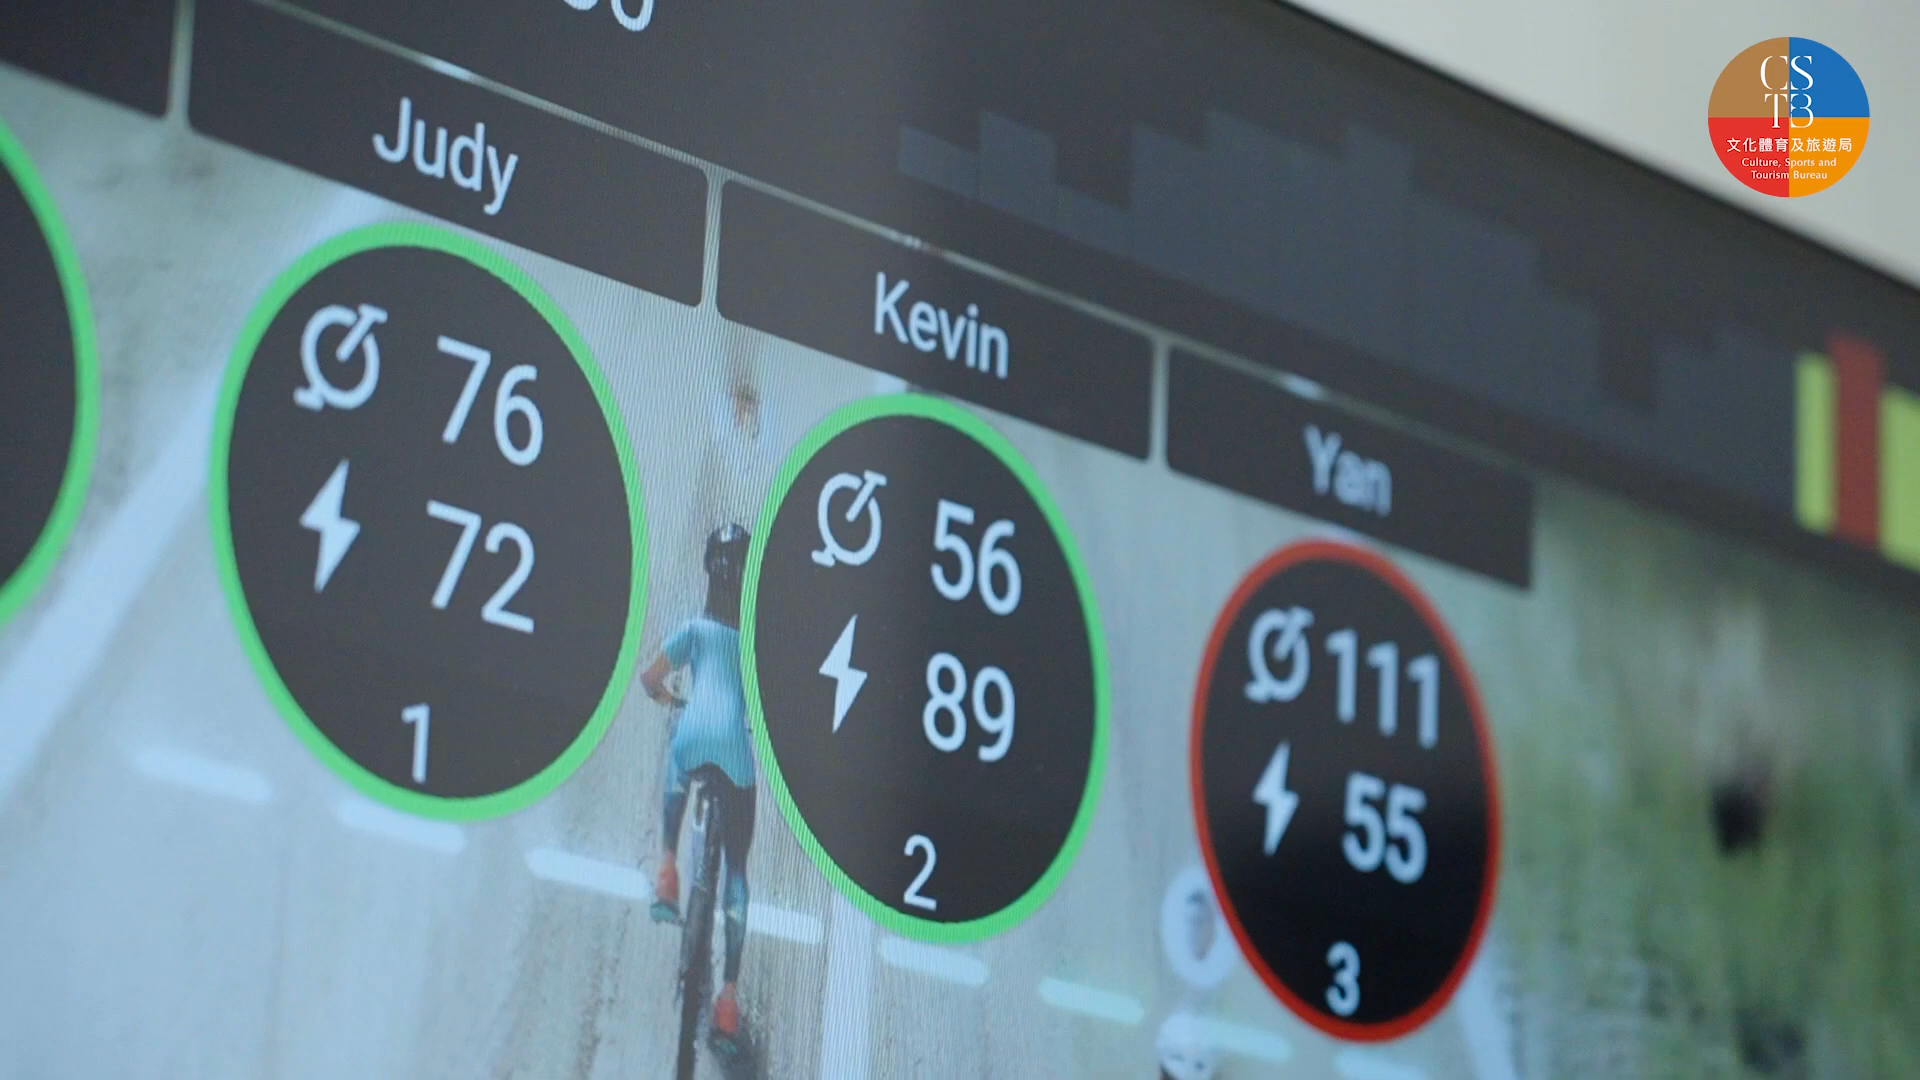 Judy
76
72
1
Kevin
56
89
2
Yan
111
55
3
CS
TB
文化體育及旅遊局
Culture, Sports and
Tourism Bureau